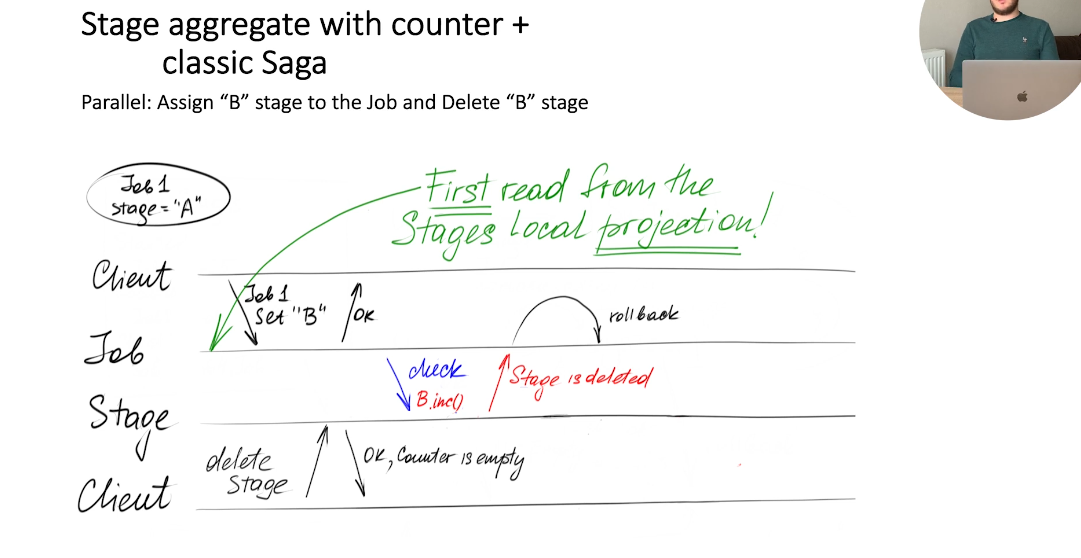 Stage aggregate with counter +
classic Saga
Parallel: Assign “B” stage to the Job and Delete “B” stage
Job 1
stage = "A"
First read from the
Stages local projection!
Client
Job 1
Set "B"
OK
roll back
Job
check
B.inc()
Stage is deleted
Stage
delete
Stage
OK, Counter is empty
Client